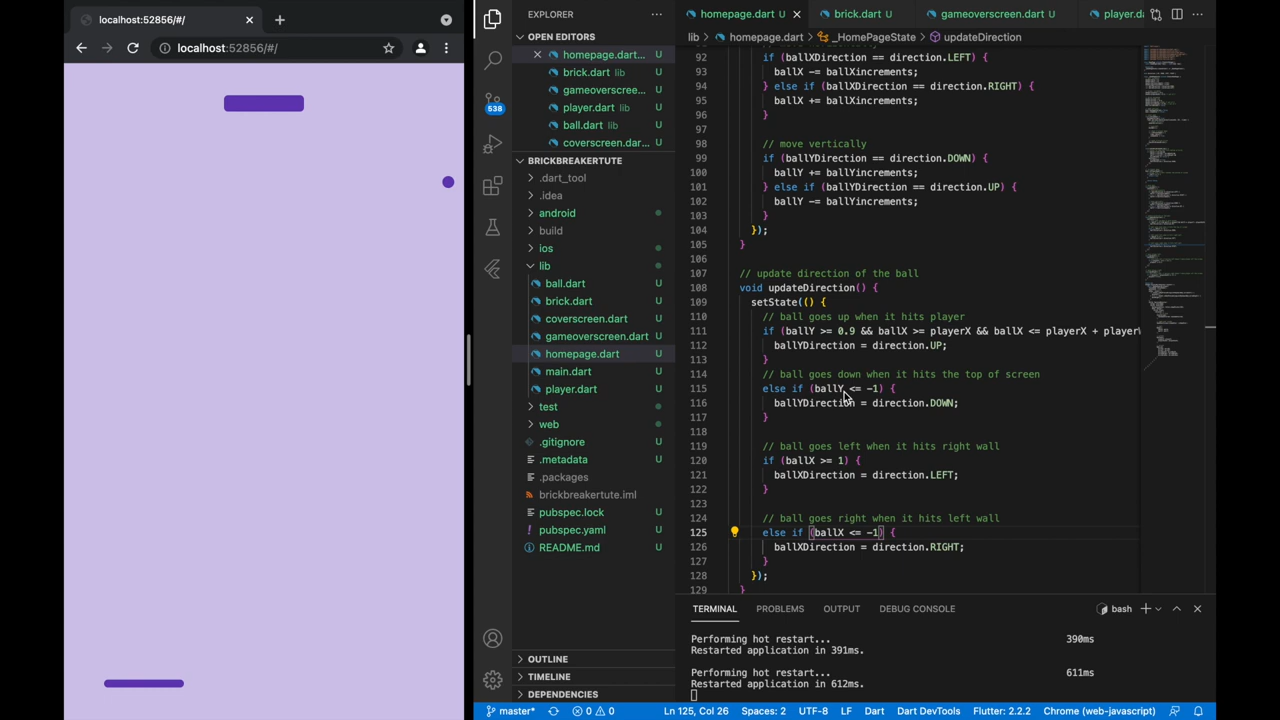 localhost:52856/#/
localhost:52856/#/
EXPLORER
OPEN EDITORS
homepage.dart...
brick.dart lib
gameoverscree...
player.dart lib
ball.dart lib
coverscreen.dar...
538
BRICKBREAKERTUTE
.dart_tool
.idea
android
build
ios
lib
ball.dart U
brick.dart U
coverscreen.dart U
gameoverscreen.dart U
homepage.dart U
main.dart U
player.dart U
test
web
.gitignore U
.metadata U
.packages
brickbreakertute.iml
pubspec.lock U
pubspec.yaml U
README.md U
OUTLINE
TIMELINE
DEPENDENCIES
homepage.dart U brick.dart U gameoverscreen.dart U player.da
lib > homepage.dart > _HomePageState > updateDirection
92 if (ballXDirection == direction.LEFT) {
93 ballX -= ballXincrements;
94 } else if (ballXDirection == direction.RIGHT) {
95 ballX += ballXincrements;
96 }
97
98 // move vertically
99 if (ballYDirection == direction.DOWN) {
100 ballY += ballYincrements;
101 } else if (ballYDirection == direction.UP) {
102 ballY -= ballYincrements;
103 }
104 });
105 }
106
107 // update direction of the ball
108 void updateDirection() {
109 setState(() {
110 // ball goes up when it hits player
111 if (ballY >= 0.9 && ballX >= playerX && ballX <= playerX + player
112 ballYDirection = direction.UP;
113 }
114 // ball goes down when it hits the top of screen
115 else if (ballY <= -1) {
116 ballYDirection = direction.DOWN;
117 }
118
119 // ball goes left when it hits right wall
120 if (ballX >= 1) {
121 ballXDirection = direction.LEFT;
122 }
123
124 // ball goes right when it hits left wall
125 else if (ballX <= -1) {
126 ballXDirection = direction.RIGHT;
127 }
128 });
129 }
TERMINAL PROBLEMS OUTPUT DEBUG CONSOLE bash
Performing hot restart... 390ms
Restarted application in 391ms.
Performing hot restart... 611ms
Restarted application in 612ms.
master* 0 0 Ln 125, Col 26 Spaces: 2 UTF-8 LF Dart Dart DevTools Flutter: 2.2.2 Chrome (web-javascript)